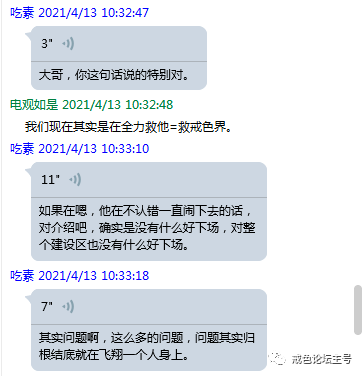 吃素 2021/4/13 10:32:47
3"
大哥，你这句话说的特别对。
电观如是 2021/4/13 10:32:48
我们现在其实是在全力救他=救戒色界。
吃素 2021/4/13 10:33:10
11"
如果在嗯，他在不认错一直闹下去的话，
对介绍吧，确实是没有什么好下场，对整
个建设区也没有什么好下场。
吃素 2021/4/13 10:33:18
7"
其实问题啊，这么多的问题，问题其实归
根结底就在飞翔一个人身上。
戒色论坛主号